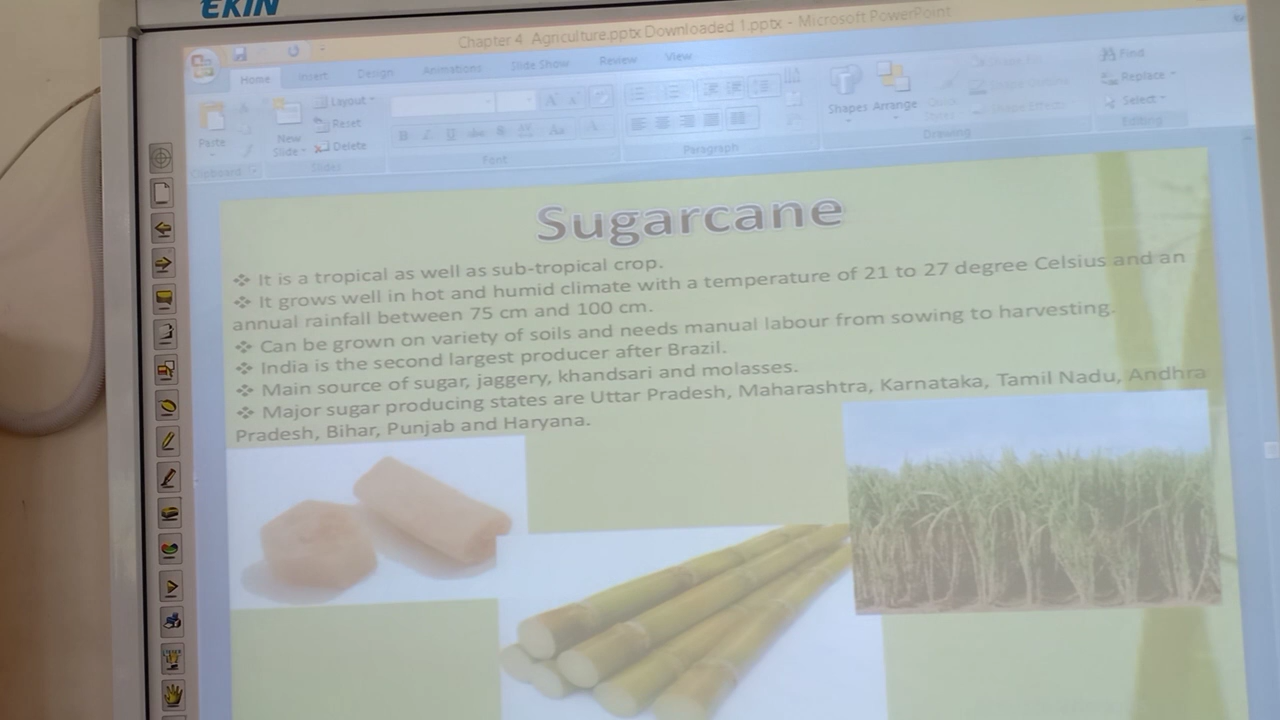 EKIN
Chapter 4 Agriculture.pptx Downloaded 1.pptx - Microsoft PowerPoint
Home Insert Design Animations Slide Show Review View
Paste
Clipboard
New
Slide
Layout
Reset
Delete
Slides
B I U abc S AV Aa A
Font
Paragraph
Shapes Arrange Quick
Styles
Drawing
Find
Replace
Select
Editing
Sugarcane
❖ It is a tropical as well as sub-tropical crop.
❖ It grows well in hot and humid climate with a temperature of 21 to 27 degree Celsius and an
annual rainfall between 75 cm and 100 cm.
❖ Can be grown on variety of soils and needs manual labour from sowing to harvesting.
❖ India is the second largest producer after Brazil.
❖ Main source of sugar, jaggery, khandsari and molasses.
❖ Major sugar producing states are Uttar Pradesh, Maharashtra, Karnataka, Tamil Nadu, Andhra
Pradesh, Bihar, Punjab and Haryana.